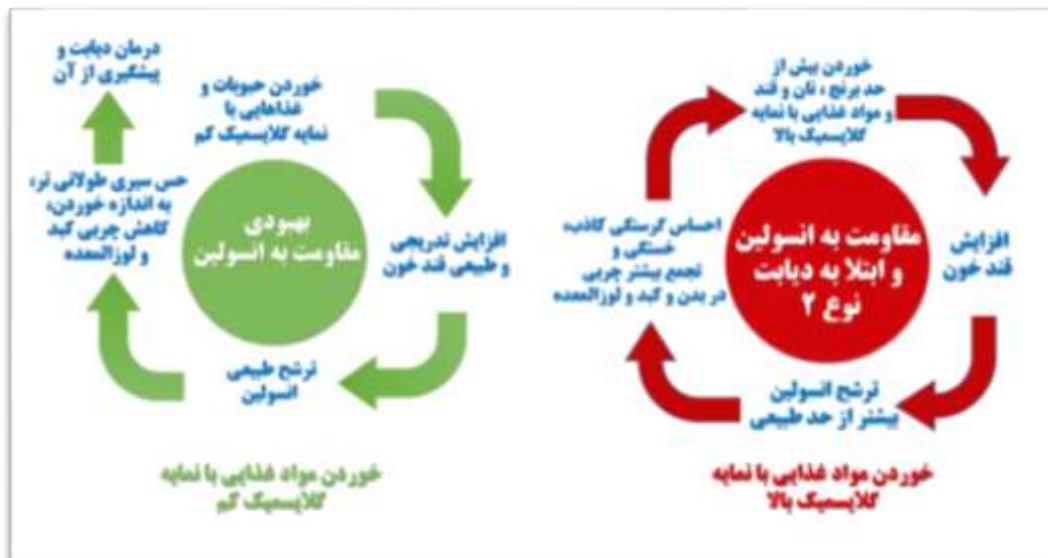 خوردن بیش از
حد برنج، نان و قند
و مواد غذایی با نمایه
گلایسمیک بالا
افزایش
قند خون
ترشح انسولین
بیشتر از حد طبیعی
احساس گرسنگی کاذب،
خستگی و
تجمع بیشتر چربی
در بدن و کبد و لوزالمعده
مقاومت به انسولین
و ابتلا به دیابت
نوع ۲
خوردن مواد غذایی با نمایه
گلایسمیک بالا
خوردن حبوبات و
غذاهایی با
نمایه گلایسمیک کم
افزایش تدریجی
و طبیعی قند خون
ترشح طبیعی
انسولین
حس سیری طولانی تر،
به اندازه خوردن،
کاهش چربی کبد
و لوزالمعده
درمان دیابت و
پیشگیری از آن
بهبودی
مقاومت به انسولین
خوردن مواد غذایی با نمایه
گلایسمیک کم